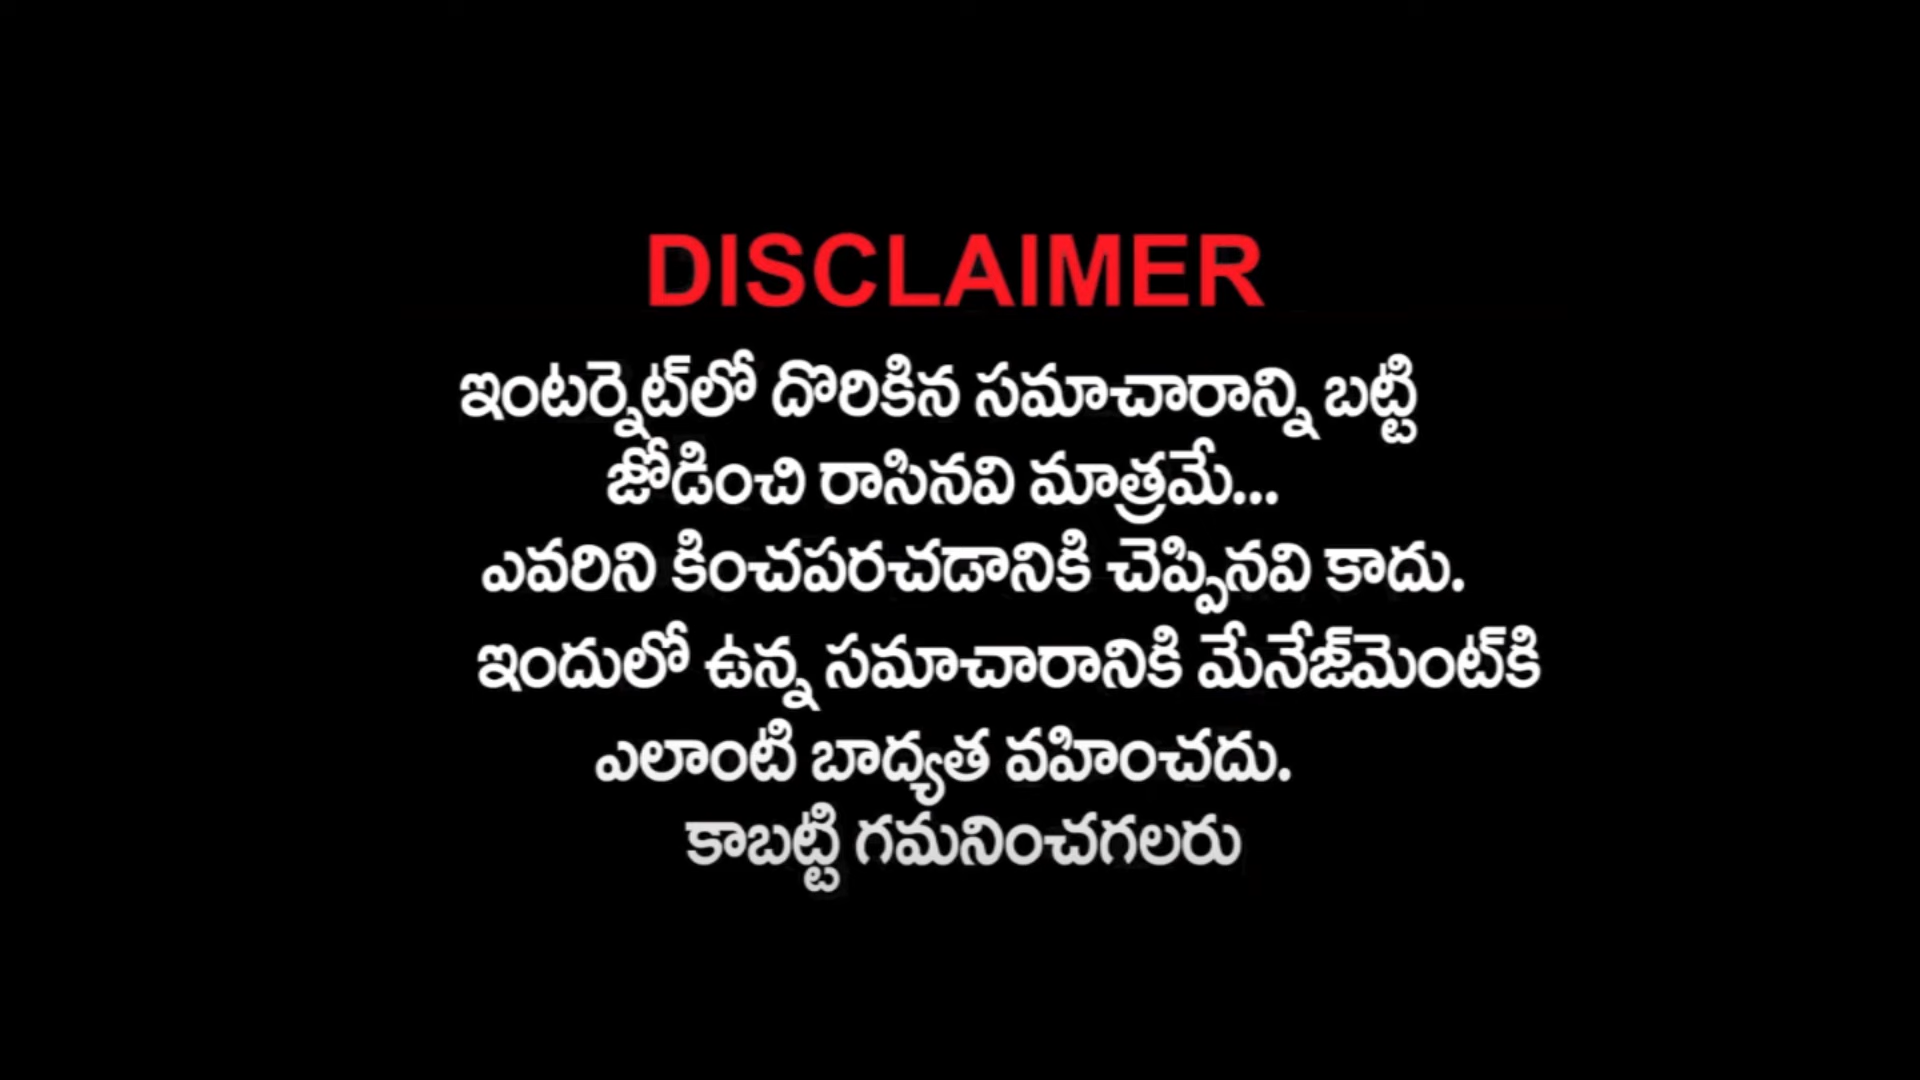 DISCLAIMER
ఇంటర్నెట్‌లో దొరికిన సమాచారాన్ని బట్టి
జోడించి రాసినవి మాత్రమే...
ఎవరిని కించపరచడానికి చెప్పినవి కాదు.
ఇందులో ఉన్న సమాచారానికి మేనేజ్‌మెంట్‌కి
ఎలాంటి బాద్యత వహించదు.
కాబట్టి గమనించగలరు